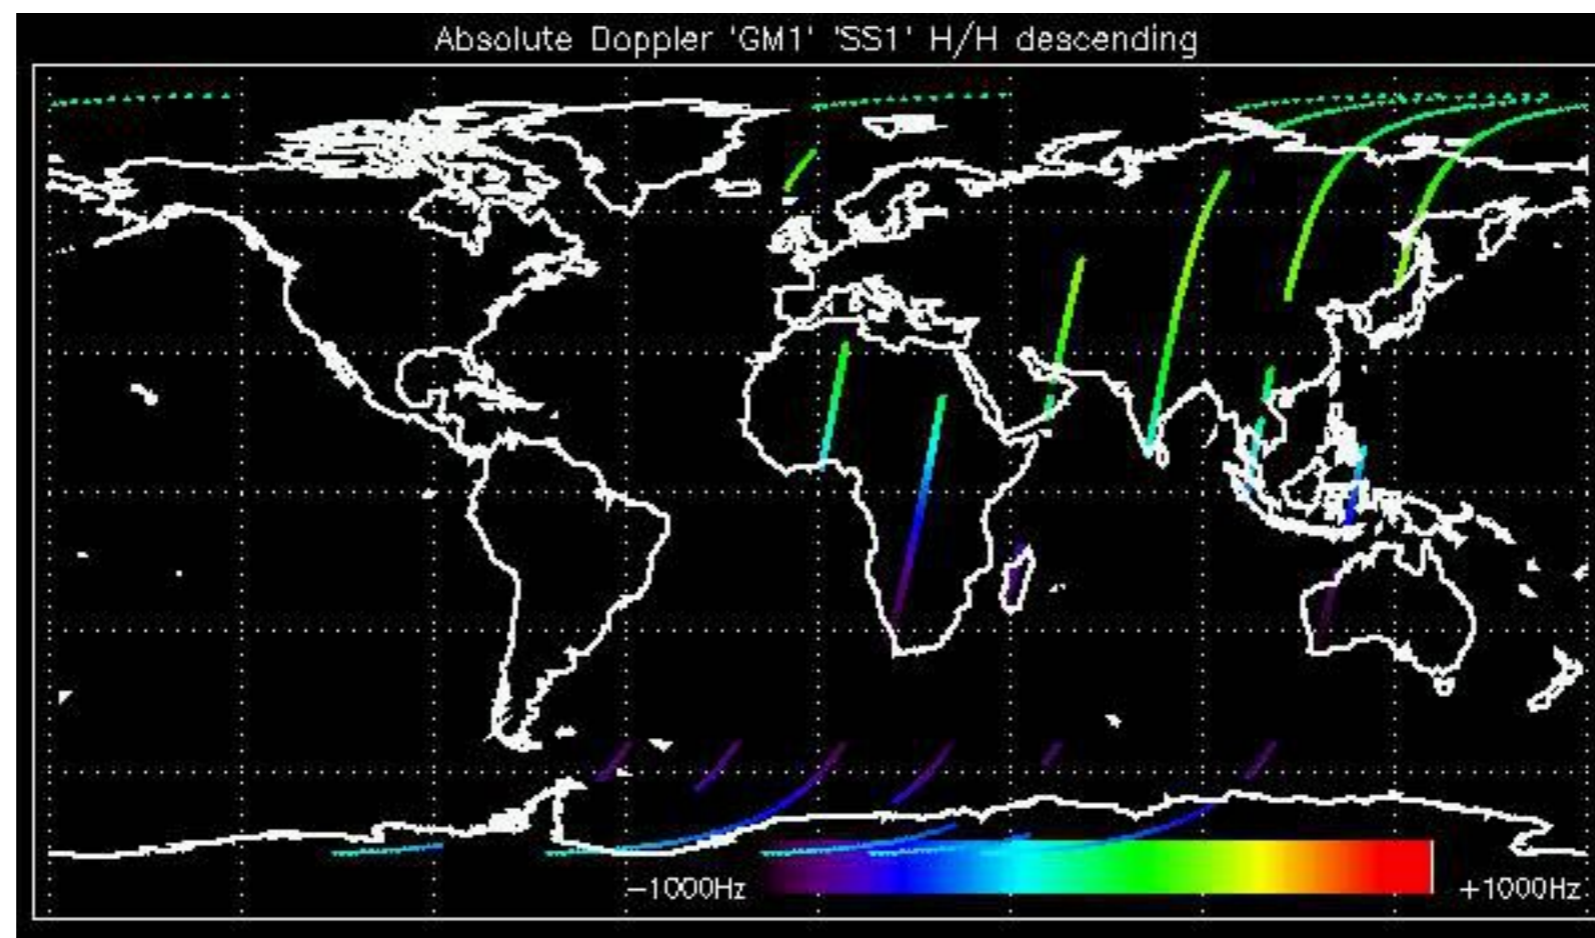 Absolute Doppler 'GM1' 'SS1' H/H descending
−1000Hz
+1000Hz